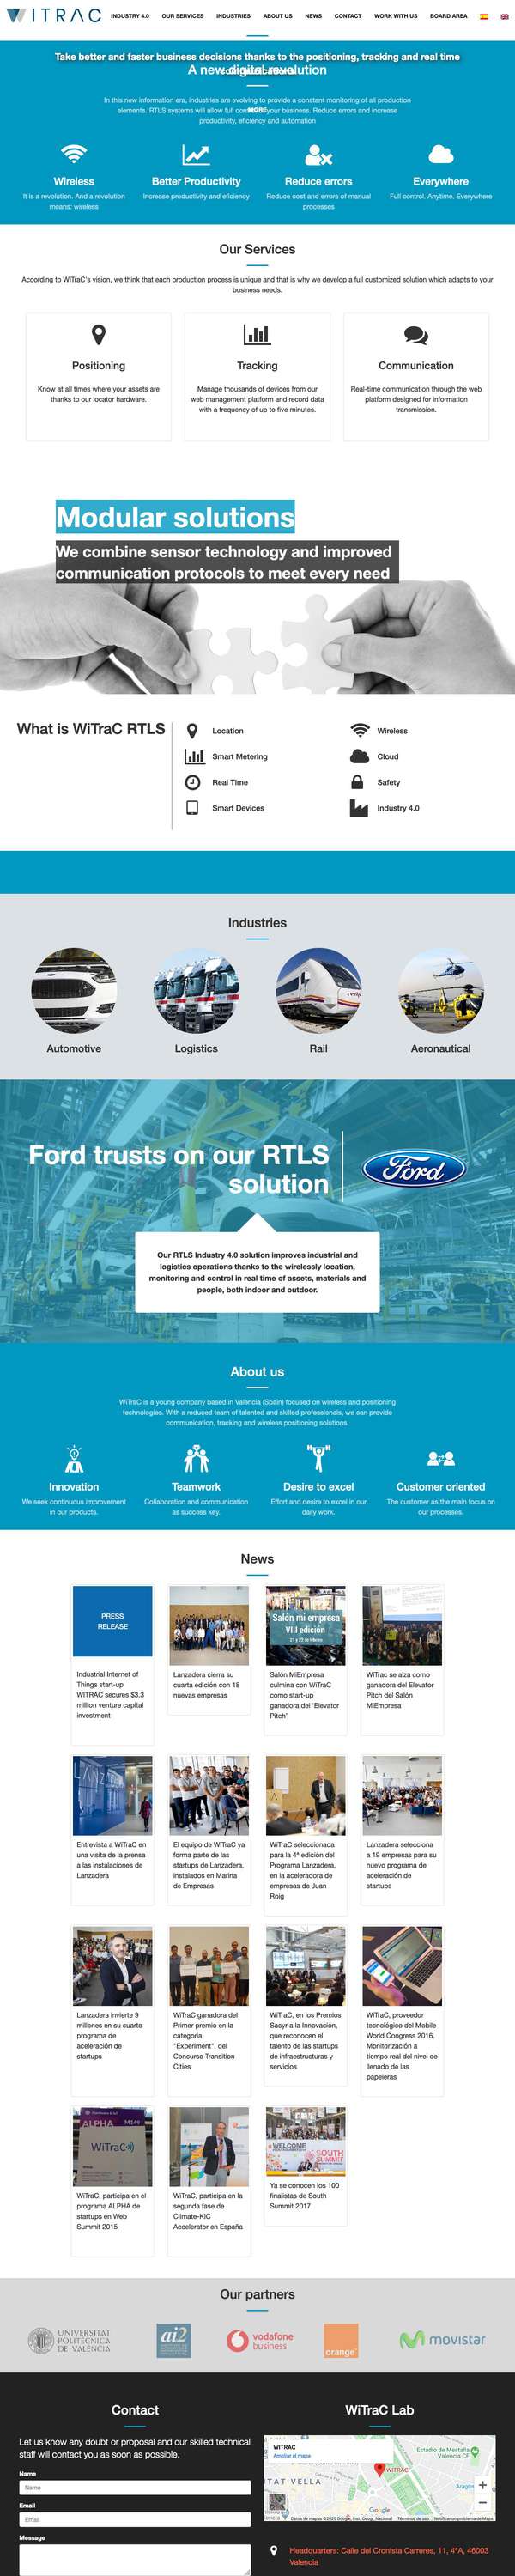 WITRAC
INDUSTRY 4.0 OUR SERVICES INDUSTRIES ABOUT US NEWS CONTACT WORK WITH US BOARD AREA
Take better and faster business decisions thanks to the positioning, tracking and real time
A new digital revolution
In this new information era, industries are evolving to provide a constant monitoring of all production
elements. RTLS systems will allow full control of your business. Reduce errors and increase
MORE
productivity, eficiency and automation
Wireless
It is a revolution. And a revolution
means: wireless
Better Productivity
Increase productivity and eficiency
Reduce errors
Reduce cost and errors of manual
processes
Everywhere
Full control. Anytime. Everywhere
Our Services
According to WiTraC's vision, we think that each production process is unique and that is why we develop a full customized solution which adapts to your
business needs.
Positioning
Know at all times where your assets are
thanks to our locator hardware.
Tracking
Manage thousands of devices from our
web management platform and record data
with a frequency of up to five minutes.
Communication
Real-time communication through the web
platform designed for information
transmission.
Modular solutions
We combine sensor technology and improved
communication protocols to meet every need
What is WiTraC RTLS
Location
Smart Metering
Real Time
Smart Devices
Wireless
Cloud
Safety
Industry 4.0
Industries
Automotive
Logistics
Rail
Aeronautical
Ford trusts on our RTLS
solution
Ford
Our RTLS Industry 4.0 solution improves industrial and
logistics operations thanks to the wirelessly location,
monitoring and control in real time of assets, materials and
people, both indoor and outdoor.
About us
WiTraC is a young company based in Valencia (Spain) focused on wireless and positioning
technologies. With a reduced team of talented and skilled professionals, we can provide
communication, tracking and wireless positioning solutions.
Innovation
We seek continuous improvement
in our products.
Teamwork
Collaboration and communication
as success key.
Desire to excel
Effort and desire to excel in our
daily work.
Customer oriented
The customer as the main focus on
our processes.
News
PRESS
RELEASE
Industrial Internet of
Things start-up
WITRAC secures $3.3
million venture capital
investment
Lanzadera cierra su
cuarta edición con 18
nuevas empresas
Salón mi empresa
VIII edición
Salón MiEmpresa
culmina con WiTraC
como start-up
ganadora del 'Elevator
Pitch'
WiTrac se alza como
ganadora del Elevator
Pitch del Salón
MiEmpresa
Entrevista a WiTraC en
una visita de la prensa
a las instalaciones de
Lanzadera
El equipo de WiTraC ya
forma parte de las
startups de Lanzadera,
instalados en Marina
de Empresas
WiTraC seleccionada
para la 4ª edición del
Programa Lanzadera,
en la aceleradora de
empresas de Juan
Roig
Lanzadera selecciona
a 19 empresas para su
nuevo programa de
aceleración de
startups
Lanzadera invierte 9
millones en su cuarto
programa de
aceleración de
startups
WiTraC ganadora del
Primer premio en la
categoria
"Experiment", del
Concurso Transition
Cities
WiTraC, en los Premios
Sacyr a la Innovación,
que reconocen el
talento de las startups
de infraestructuras y
servicios
WiTraC, proveedor
tecnológico del Mobile
World Congress 2016.
Monitorización a
tiempo real del nivel de
llenado de las
papeleras
ALPHA M149
WiTraC
WiTraC, participa en el
programa ALPHA de
startups en Web
Summit 2015
WiTraC, participa en la
segunda fase de
Climate-KIC
Accelerator en España
WELCOME
SOUTH
SUMMIT
Ya se conocen los 100
finalistas de South
Summit 2017
Our partners
UNIVERSITAT
POLITÈCNICA
DE VALÈNCIA
ai2
vodafone
business
orange
movistar
Contact
Let us know any doubt or proposal and our skilled technical
staff will contact you as soon as possible.
Name
Name
Email
Email
Message
WiTraC Lab
WITRAC
Ampliar el mapa
Estadio de Mestalla
Valencia CF
WITRAC
TAT VELLA
Google
Headquarters: Calle del Cronista Carreres, 11, 4ºA, 46003
Valencia